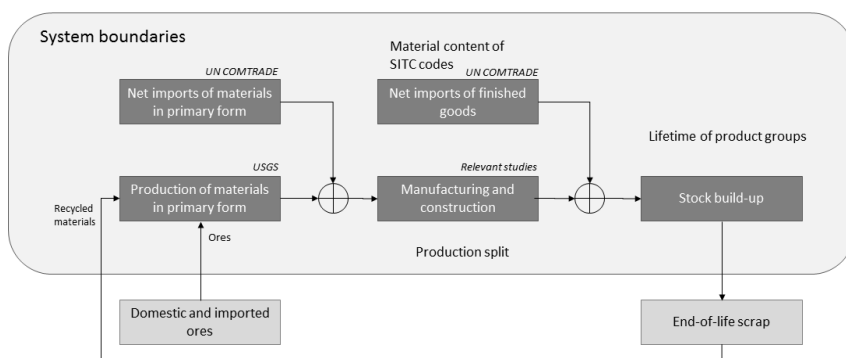 System boundaries
Material content of
SITC codes
UN COMTRADE
UN COMTRADE
Net imports of materials
in primary form
Net imports of finished
goods
Lifetime of product groups
USGS
Relevant studies
Production of materials
in primary form
Manufacturing and
construction
Stock build-up
Recycled
materials
Ores
Production split
Domestic and imported
ores
End-of-life scrap